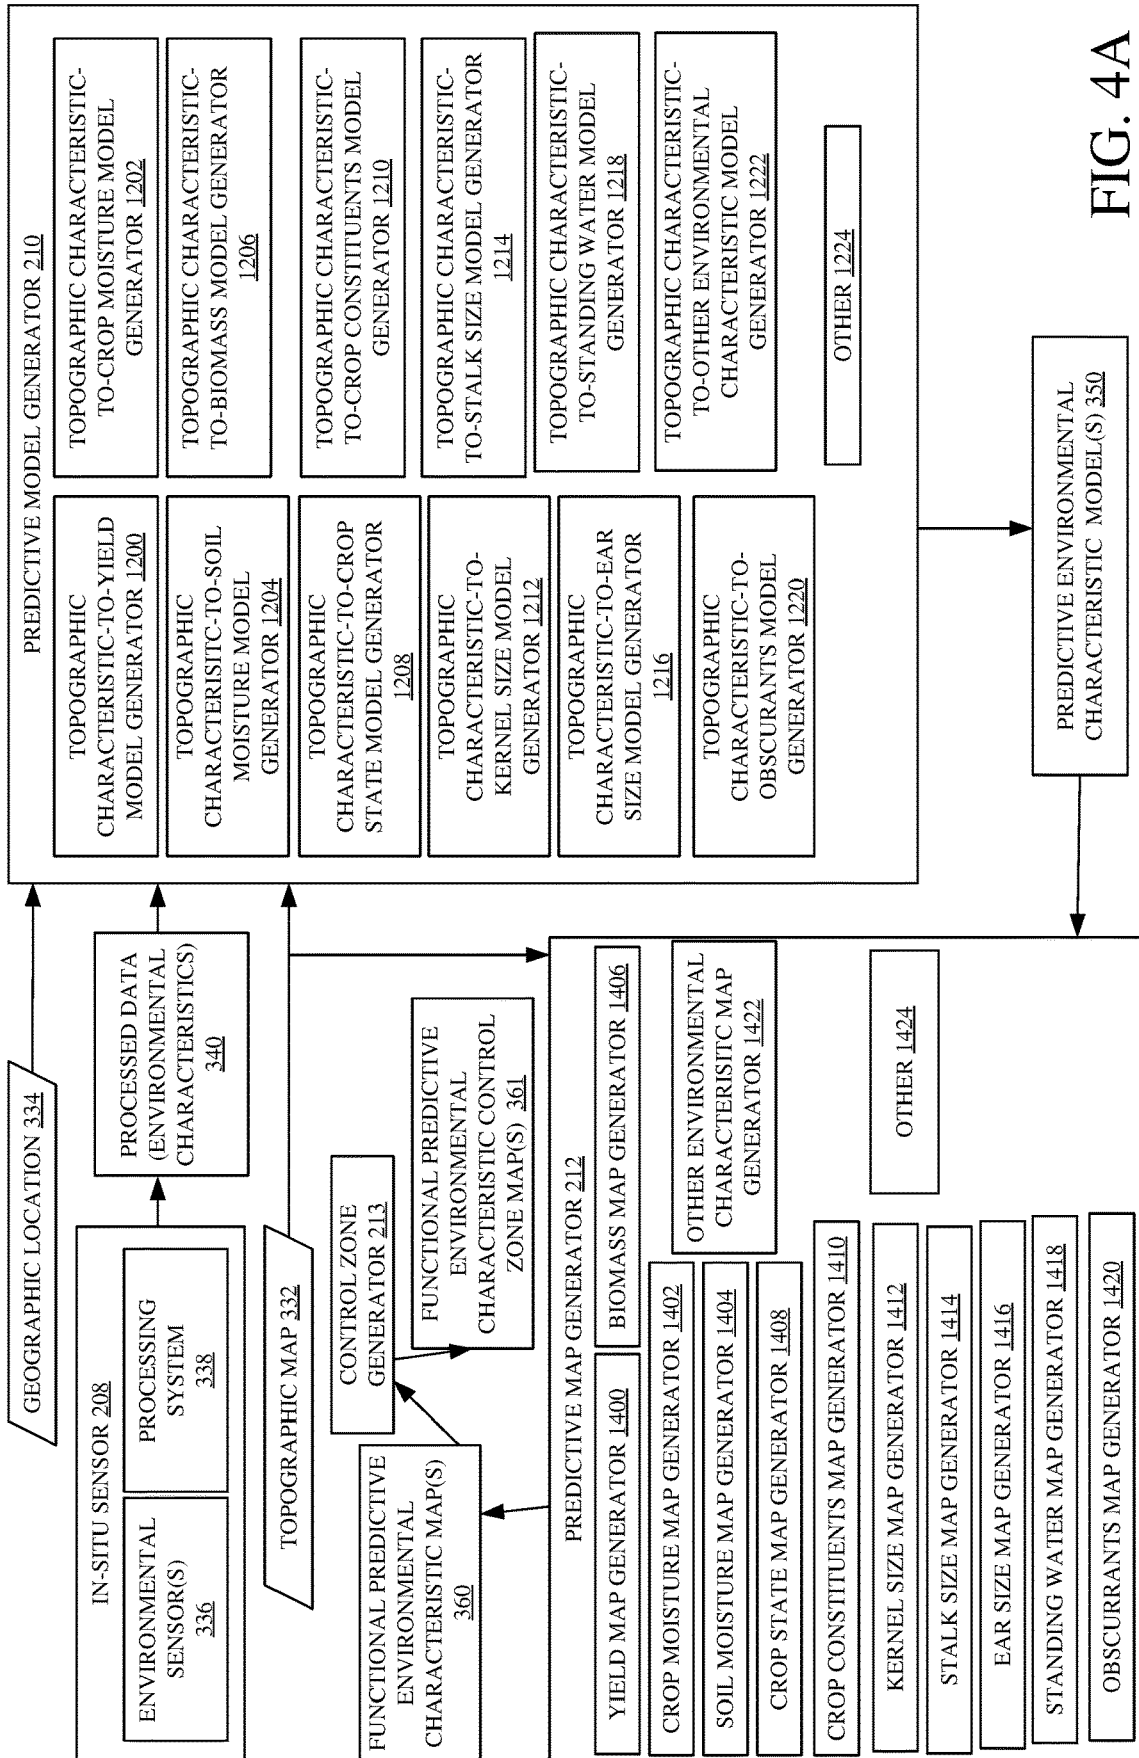 GEOGRAPHIC LOCATION 334
IN-SITU SENSOR 208
ENVIRONMENTAL
SENSOR(S)
336
PROCESSING
SYSTEM
338
PROCESSED DATA
(ENVIRONMENTAL
CHARACTERISTICS)
340
TOPOGRAPHIC MAP 332
PREDICTIVE MODEL GENERATOR 210
TOPOGRAPHIC
CHARACTERISTIC-TO-YIELD
MODEL GENERATOR 1200
TOPOGRAPHIC CHARACTERISTIC-
TO-CROP MOISTURE MODEL
GENERATOR 1202
TOPOGRAPHIC
CHARACTERISITC-TO-SOIL
MOISTURE MODEL
GENERATOR 1204
TOPOGRAPHIC CHARACTERISTIC-
TO-BIOMASS MODEL GENERATOR
1206
TOPOGRAPHIC
CHARACTERISTIC-TO-CROP
STATE MODEL GENERATOR
1208
TOPOGRAPHIC CHARACTERISTIC-
TO-CROP CONSTITUENTS MODEL
GENERATOR 1210
TOPOGRAPHIC
CHARACTERISTIC-TO-
KERNEL SIZE MODEL
GENERATOR 1212
TOPOGRAPHIC CHARACTERISTIC-
TO-STALK SIZE MODEL GENERATOR
1214
TOPOGRAPHIC
CHARACTERISTIC-TO-EAR
SIZE MODEL GENERATOR
1216
TOPOGRAPHIC CHARACTERISTIC-
TO-STANDING WATER MODEL
GENERATOR 1218
TOPOGRAPHIC
CHARACTERISTIC-TO-
OBSCURANTS MODEL
GENERATOR 1220
TOPOGRAPHIC CHARACTERISTIC-
TO-OTHER ENVIRONMENTAL
CHARACTERISTIC MODEL
GENERATOR 1222
OTHER 1224
FUNCTIONAL PREDICTIVE
ENVIRONMENTAL
CHARACTERISTIC MAP(S)
360
CONTROL ZONE
GENERATOR 213
FUNCTIONAL PREDICTIVE
ENVIRONMENTAL
CHARACTERISTIC CONTROL
ZONE MAP(S) 361
PREDICTIVE MAP GENERATOR 212
YIELD MAP GENERATOR 1400
BIOMASS MAP GENERATOR 1406
CROP MOISTURE MAP GENERATOR 1402
SOIL MOISTURE MAP GENERATOR 1404
CROP STATE MAP GENERATOR 1408
OTHER ENVIRONMENTAL
CHARACTERISITC MAP
GENERATOR 1422
CROP CONSTITUENTS MAP GENERATOR 1410
KERNEL SIZE MAP GENERATOR 1412
STALK SIZE MAP GENERATOR 1414
EAR SIZE MAP GENERATOR 1416
STANDING WATER MAP GENERATOR 1418
OBSCURRANTS MAP GENERATOR 1420
OTHER 1424
PREDICTIVE ENVIRONMENTAL
CHARACTERISTIC MODEL(S) 350
FIG. 4A